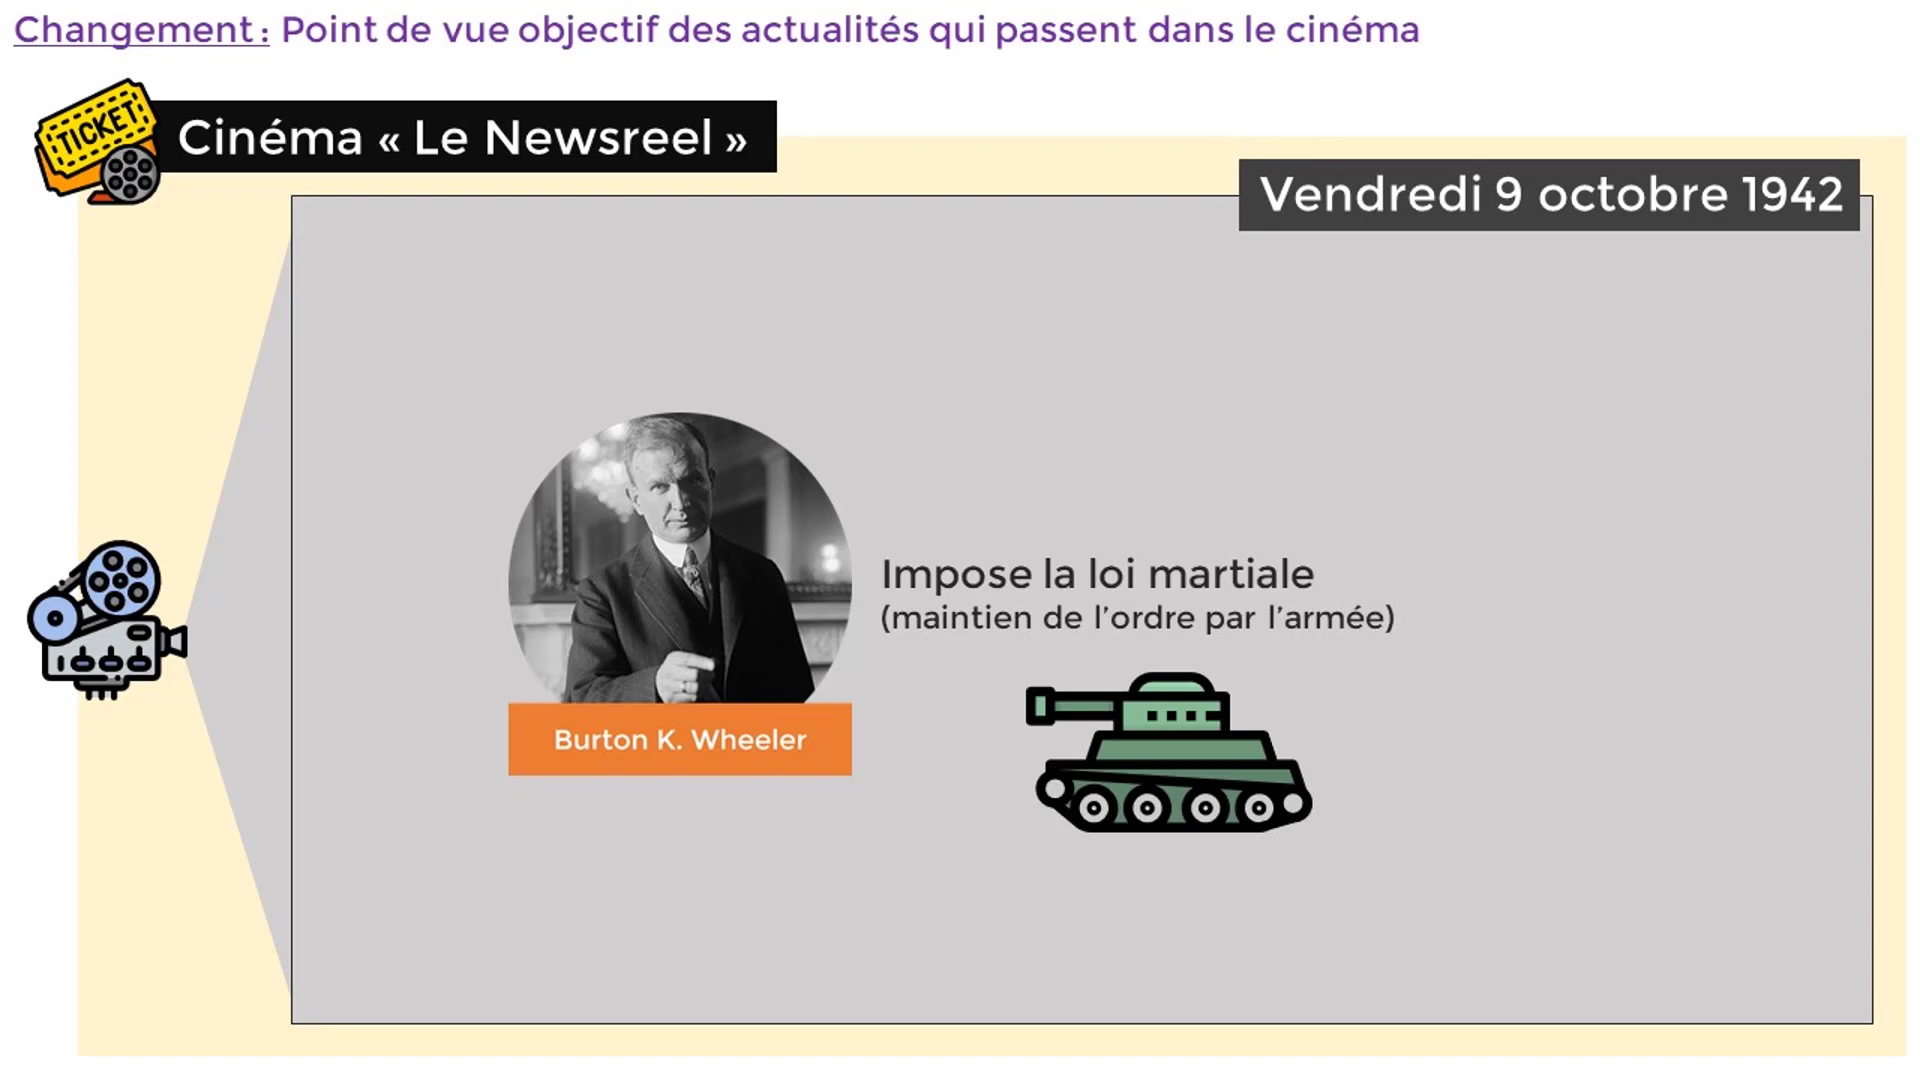 Changement : Point de vue objectif des actualités qui passent dans le cinéma
TICKET
Cinéma « Le Newsreel »
Vendredi 9 octobre 1942
Impose la loi martiale
(maintien de l'ordre par l'armée)
Burton K. Wheeler